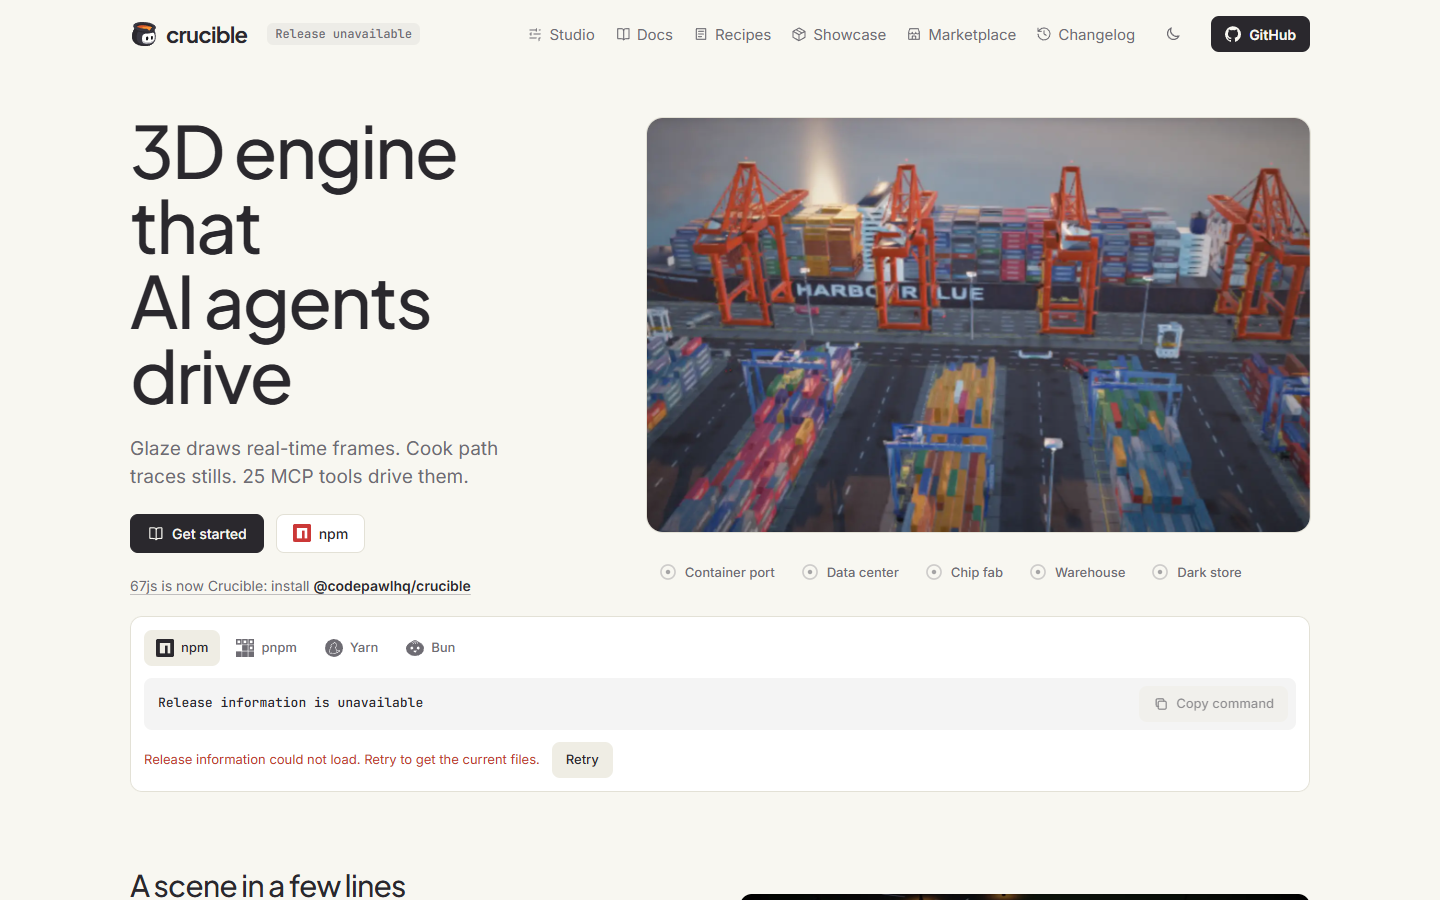 crucible
Release unavailable
Studio
Docs
Recipes
Showcase
Marketplace
Changelog
GitHub
3D engine
that
AI agents
drive
Glaze draws real-time frames. Cook path
traces stills. 25 MCP tools drive them.
Get started
npm
67js is now Crucible: install @codepawlhq/crucible
Container port
Data center
Chip fab
Warehouse
Dark store
npm
pnpm
Yarn
Bun
Release information is unavailable
Copy command
Release information could not load. Retry to get the current files.
Retry
A scene in a few lines